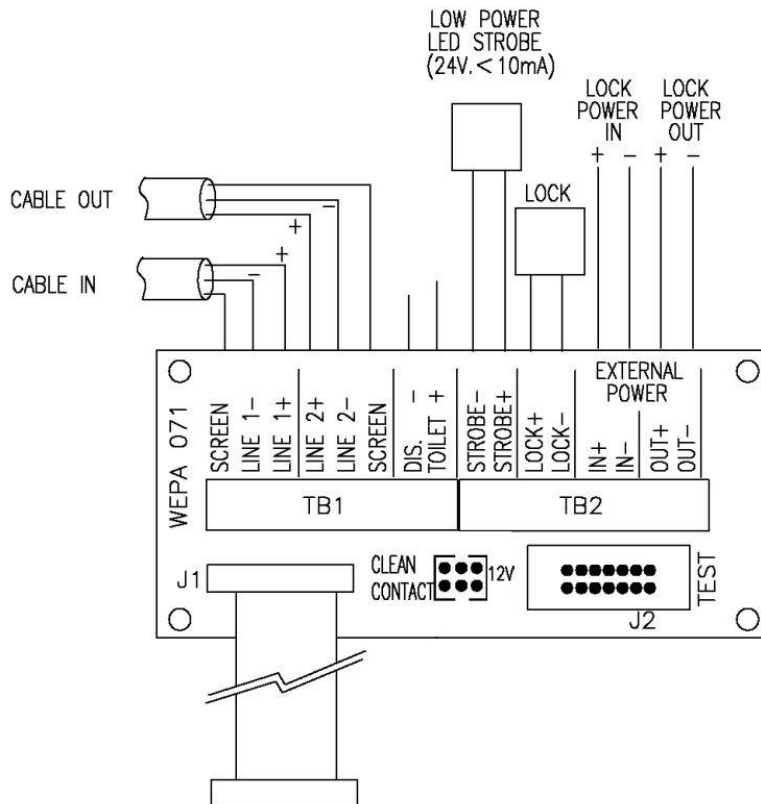 LOW POWER
LED STROBE
(24V.< 10mA)
LOCK
POWER
IN
LOCK
POWER
OUT
+ - + -
CABLE OUT
LOCK
+ -
CABLE IN
+ -
WEPA 071
SCREEN
LINE 1-
LINE 1+
LINE 2+
LINE 2-
SCREEN
DIS. -
TOILET +
STROBE-
STROBE+
LOCK+
LOCK-
EXTERNAL
POWER
IN+
IN-
OUT+
OUT-
TB1
TB2
J1
CLEAN
CONTACT
12V
TEST
J2